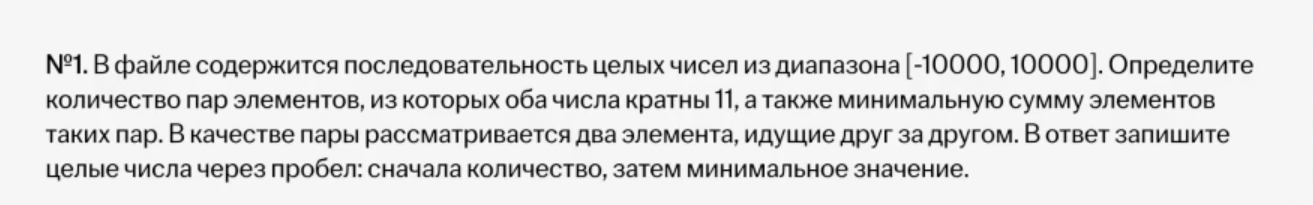 №1. В файле содержится последовательность целых чисел из диапазона [-10000, 10000]. Определите
количество пар элементов, из которых оба числа кратны 11, а также минимальную сумму элементов
таких пар. В качестве пары рассматривается два элемента, идущие друг за другом. В ответ запишите
целые числа через пробел: сначала количество, затем минимальное значение.